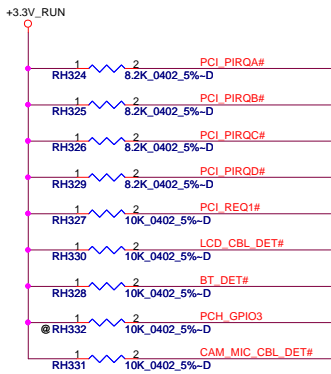 +3.3V_RUN
1 2 PCI_PIRQA#
RH324 8.2K_0402_5%~D
1 2 PCI_PIRQB#
RH325 8.2K_0402_5%~D
1 2 PCI_PIRQC#
RH326 8.2K_0402_5%~D
1 2 PCI_PIRQD#
RH329 8.2K_0402_5%~D
1 2 PCI_REQ1#
RH327 10K_0402_5%~D
1 2 LCD_CBL_DET#
RH330 10K_0402_5%~D
1 2 BT_DET#
RH328 10K_0402_5%~D
1 2 PCH_GPIO3
@RH332 10K_0402_5%~D
1 2 CAM_MIC_CBL_DET#
RH331 10K_0402_5%~D